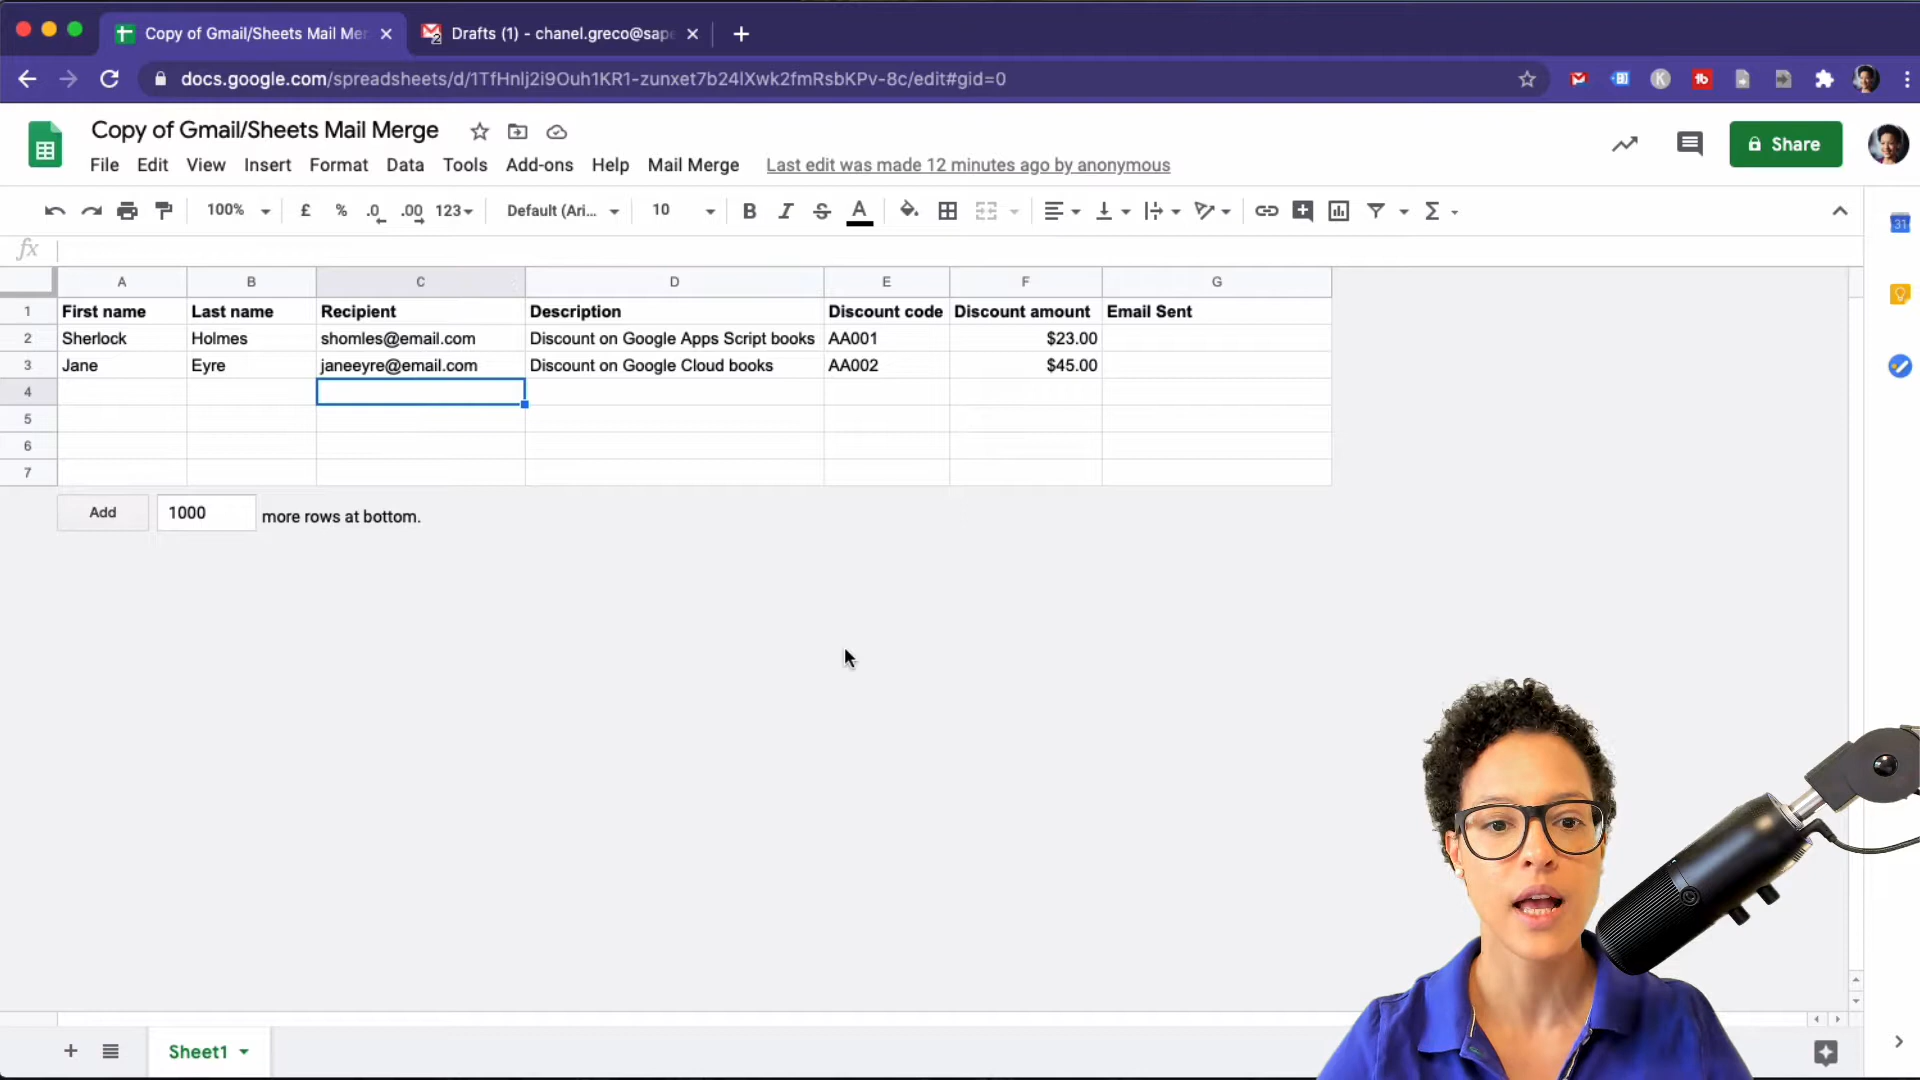 Copy of Gmail/Sheets Mail Mer
Drafts (1) - chanel.greco@sap
docs.google.com/spreadsheets/d/1TfHnlj2i9Ouh1KR1-zunxet7b24lXwk2fmRsbKPv-8c/edit#gid=0
Copy of Gmail/Sheets Mail Merge
Share
File Edit View Insert Format Data Tools Add-ons Help Mail Merge Last edit was made 12 minutes ago by anonymous
100% £ % .0 .00 123 Default (Ari... 10 B I S A Σ
31
fx
A B C D E F G
1 First name Last name Recipient Description Discount code Discount amount Email Sent
2 Sherlock Holmes shomles@email.com Discount on Google Apps Script books AA001 $23.00
3 Jane Eyre janeeyre@email.com Discount on Google Cloud books AA002 $45.00
4
5
6
7
Add 1000 more rows at bottom.
Sheet1